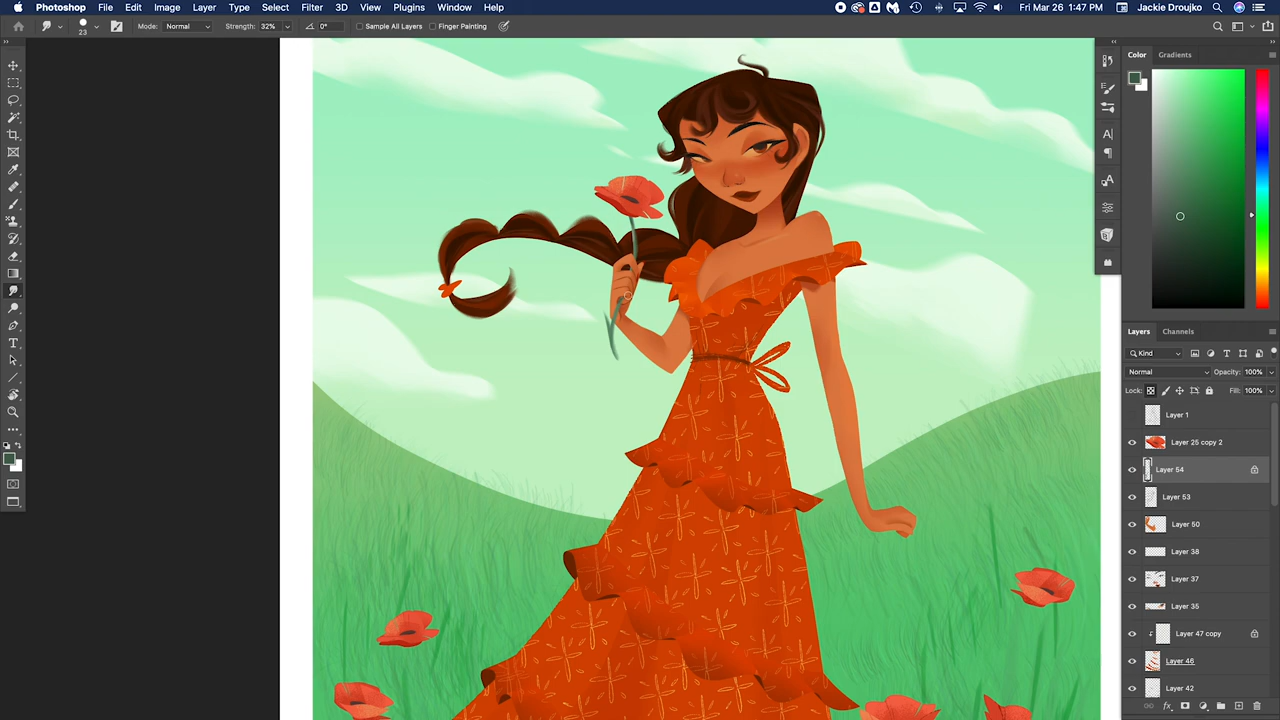 Photoshop File Edit Image Layer Type Select Filter 3D View Plugins Window Help Fri Mar 26 1:47 PM Jackie Droujko
23 Mode: Normal Strength: 32% 0° Sample All Layers Finger Painting
Color Gradients
Layers Channels
Kind
Normal Opacity: 100%
Lock: Fill: 100%
Layer 1
Layer 25 copy 2
Layer 54
Layer 53
Layer 50
Layer 38
Layer 37
Layer 35
Layer 47 copy
Layer 46
Layer 42